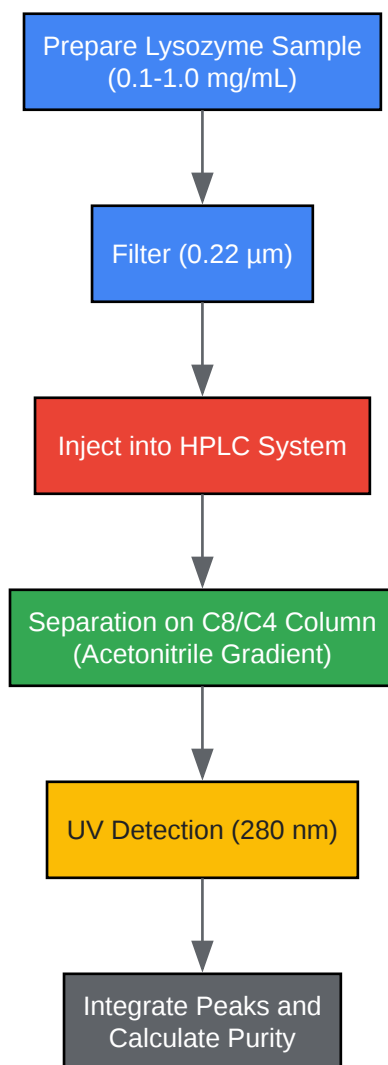 Prepare Lysozyme Sample
(0.1-1.0 mg/mL)
Filter (0.22 µm)
Inject into HPLC System
Separation on C8/C4 Column
(Acetonitrile Gradient)
UV Detection (280 nm)
Integrate Peaks and
Calculate Purity